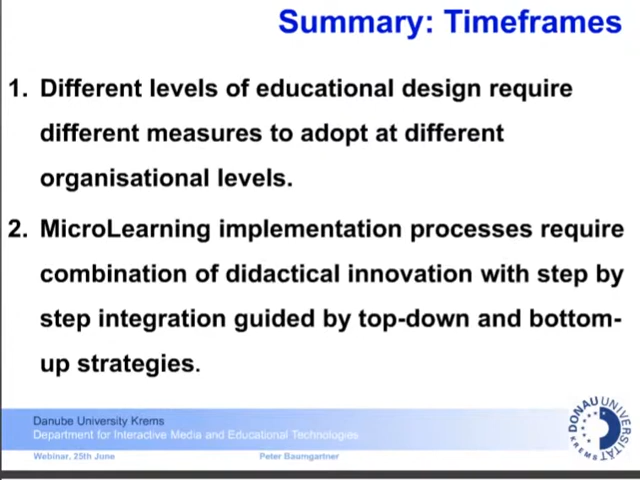 Summary: Timeframes
1. Different levels of educational design require
different measures to adopt at different
organisational levels.
2. MicroLearning implementation processes require
combination of didactical innovation with step by
step integration guided by top-down and bottom-
up strategies.
Danube University Krems
Department for Interactive Media and Educational Technologies
Webinar, 25th June
Peter Baumgartner
DONAU UNIVERSITÄT
KREMS